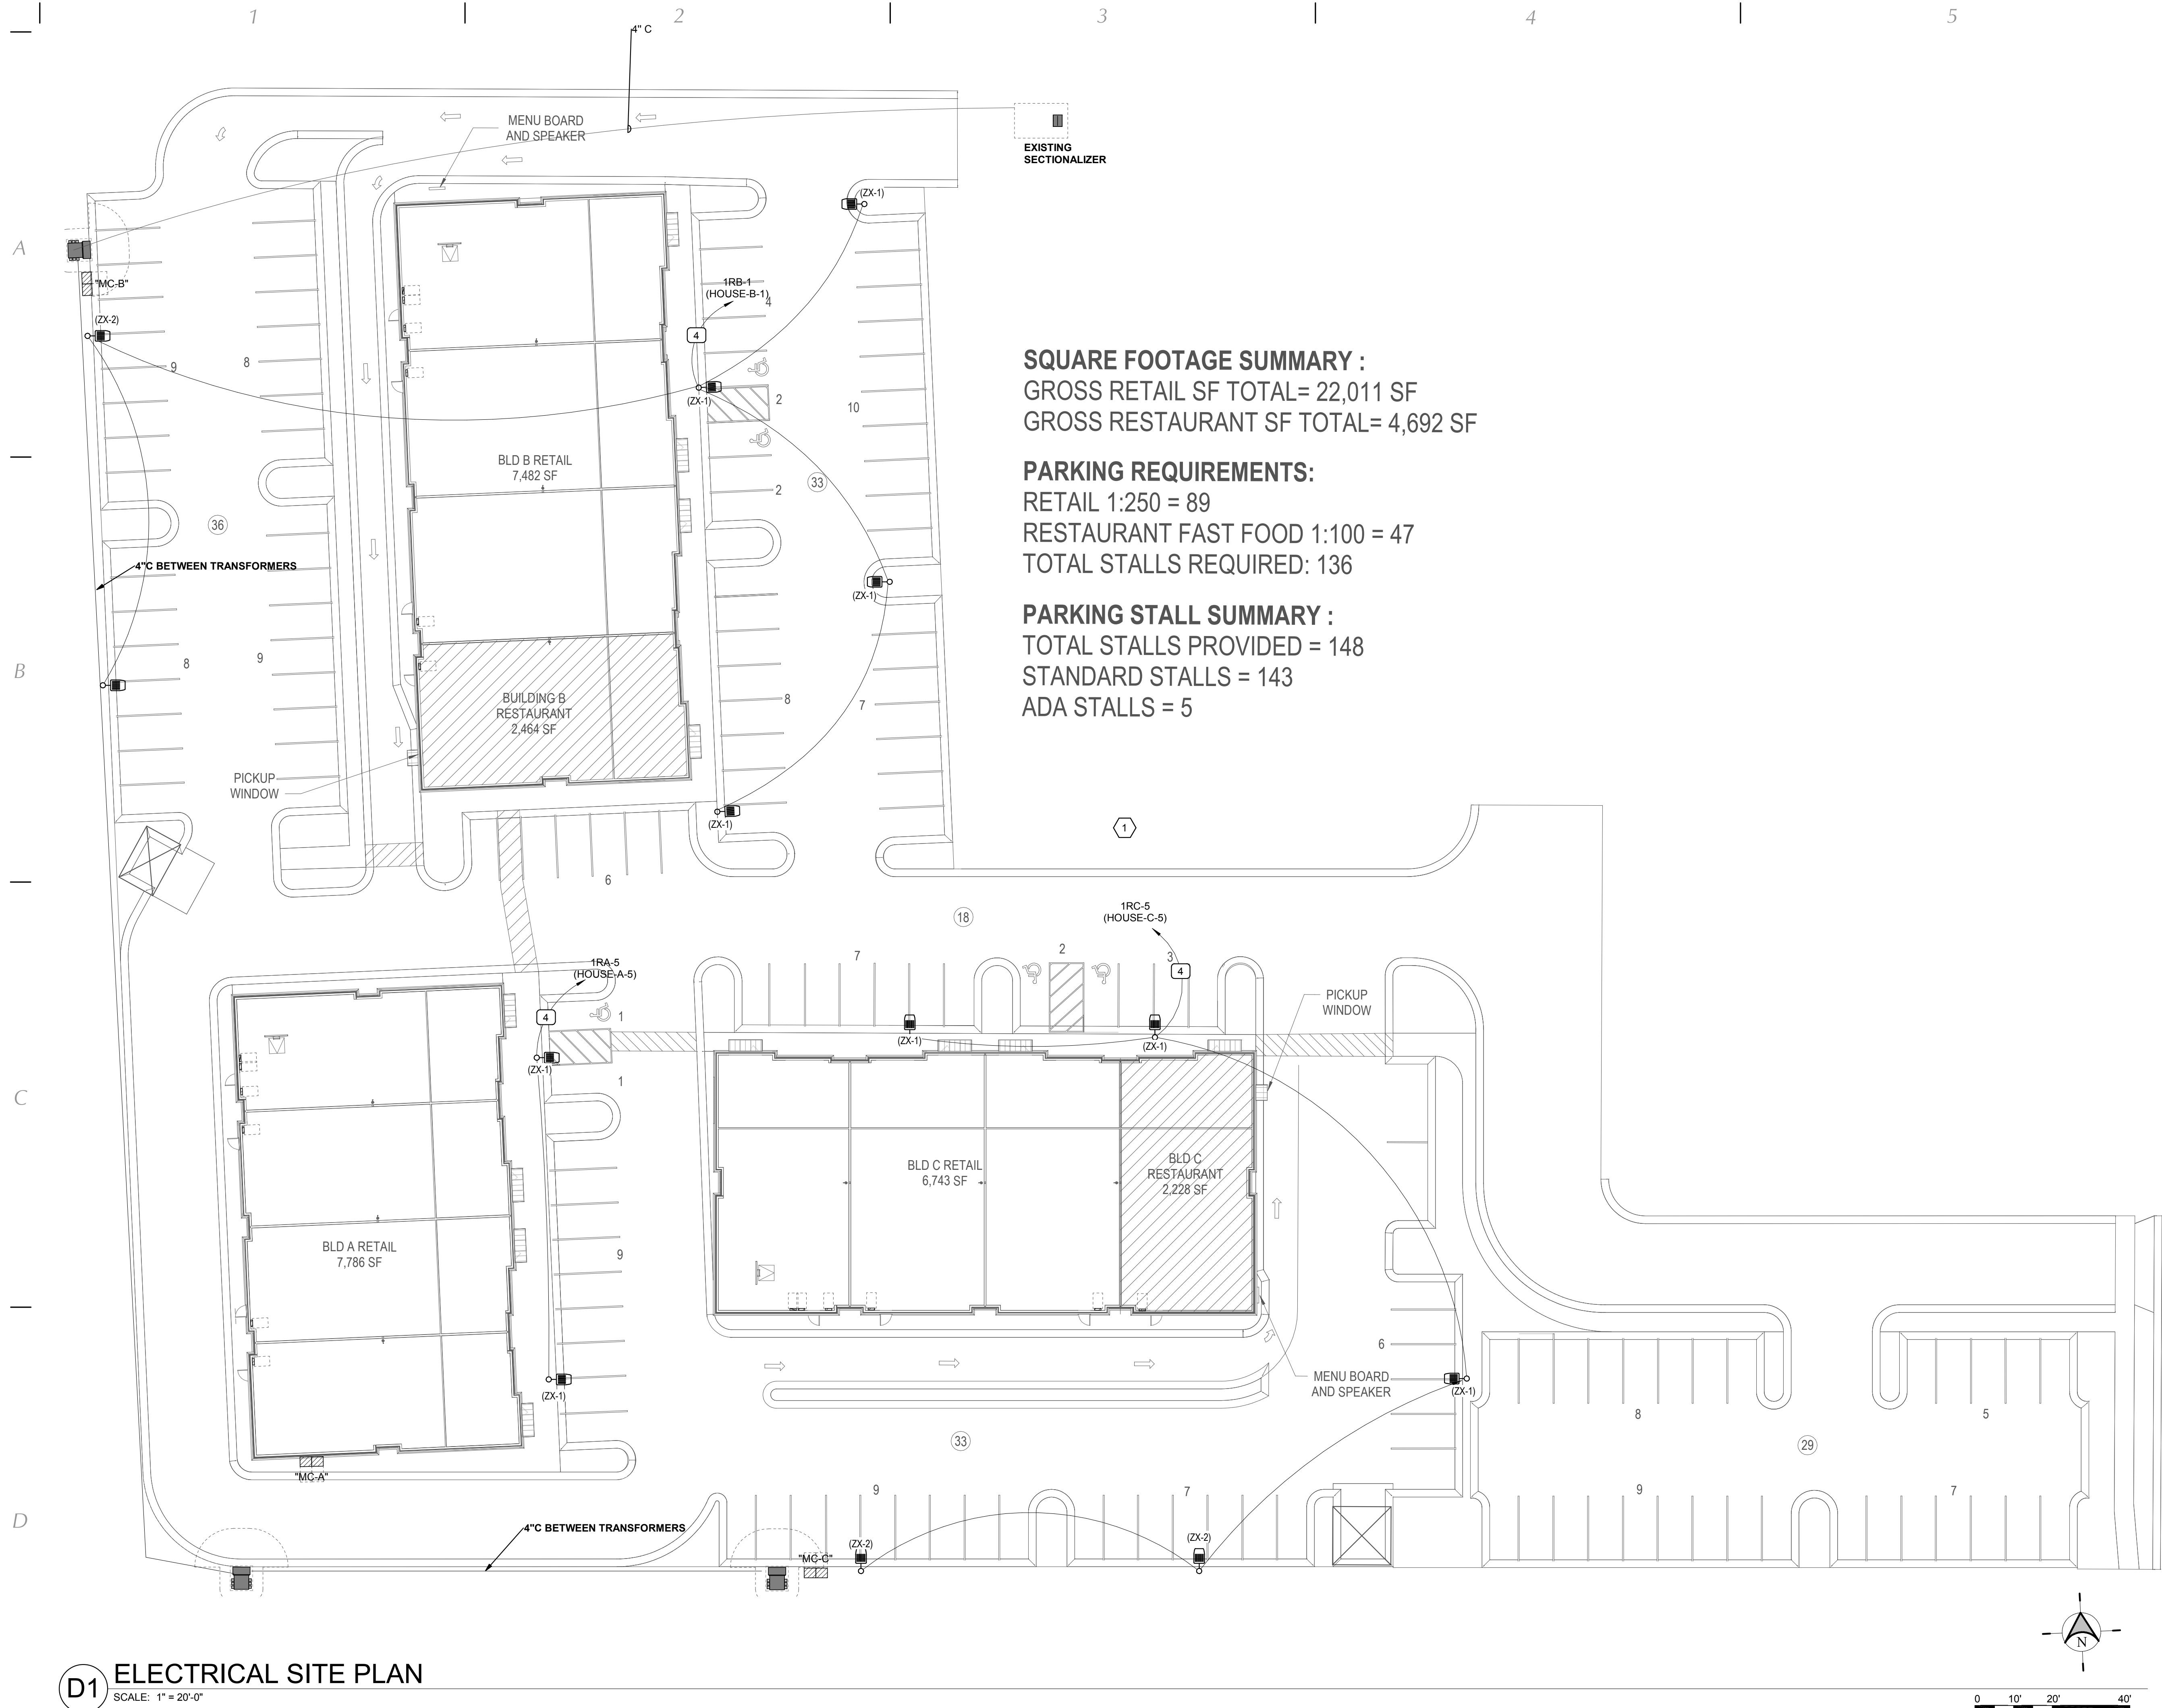 1
2
3
4
5
4" C
MENU BOARD
AND SPEAKER
EXISTING
SECTIONALIZER
(ZX-1)
A
"MC-B"
1RB-1
(HOUSE-B-1)
4
(ZX-2)
4
9
8
(ZX-1)
2
10
SQUARE FOOTAGE SUMMARY :
GROSS RETAIL SF TOTAL= 22,011 SF
GROSS RESTAURANT SF TOTAL= 4,692 SF
PARKING REQUIREMENTS:
RETAIL 1:250 = 89
RESTAURANT FAST FOOD 1:100 = 47
TOTAL STALLS REQUIRED: 136
PARKING STALL SUMMARY :
TOTAL STALLS PROVIDED = 148
STANDARD STALLS = 143
ADA STALLS = 5
BLD B RETAIL
7,482 SF
33
2
36
4"C BETWEEN TRANSFORMERS
(ZX-1)
B
8
9
BUILDING B
RESTAURANT
2,464 SF
8
7
PICKUP
WINDOW
(ZX-1)
1
6
18
1RC-5
(HOUSE-C-5)
7
2
3
4
1RA-5
(HOUSE-A-5)
4
1
PICKUP
WINDOW
(ZX-1)
(ZX-1)
(ZX-1)
1
C
BLD C RETAIL
6,743 SF
BLD C
RESTAURANT
2,228 SF
BLD A RETAIL
7,786 SF
9
6
MENU BOARD
AND SPEAKER
(ZX-1)
(ZX-1)
8
5
33
29
"MC-A"
9
7
9
7
D
4"C BETWEEN TRANSFORMERS
(ZX-2)
(ZX-2)
"MC-C"
N
D1
ELECTRICAL SITE PLAN
SCALE: 1" = 20'-0"
0 10' 20' 40'